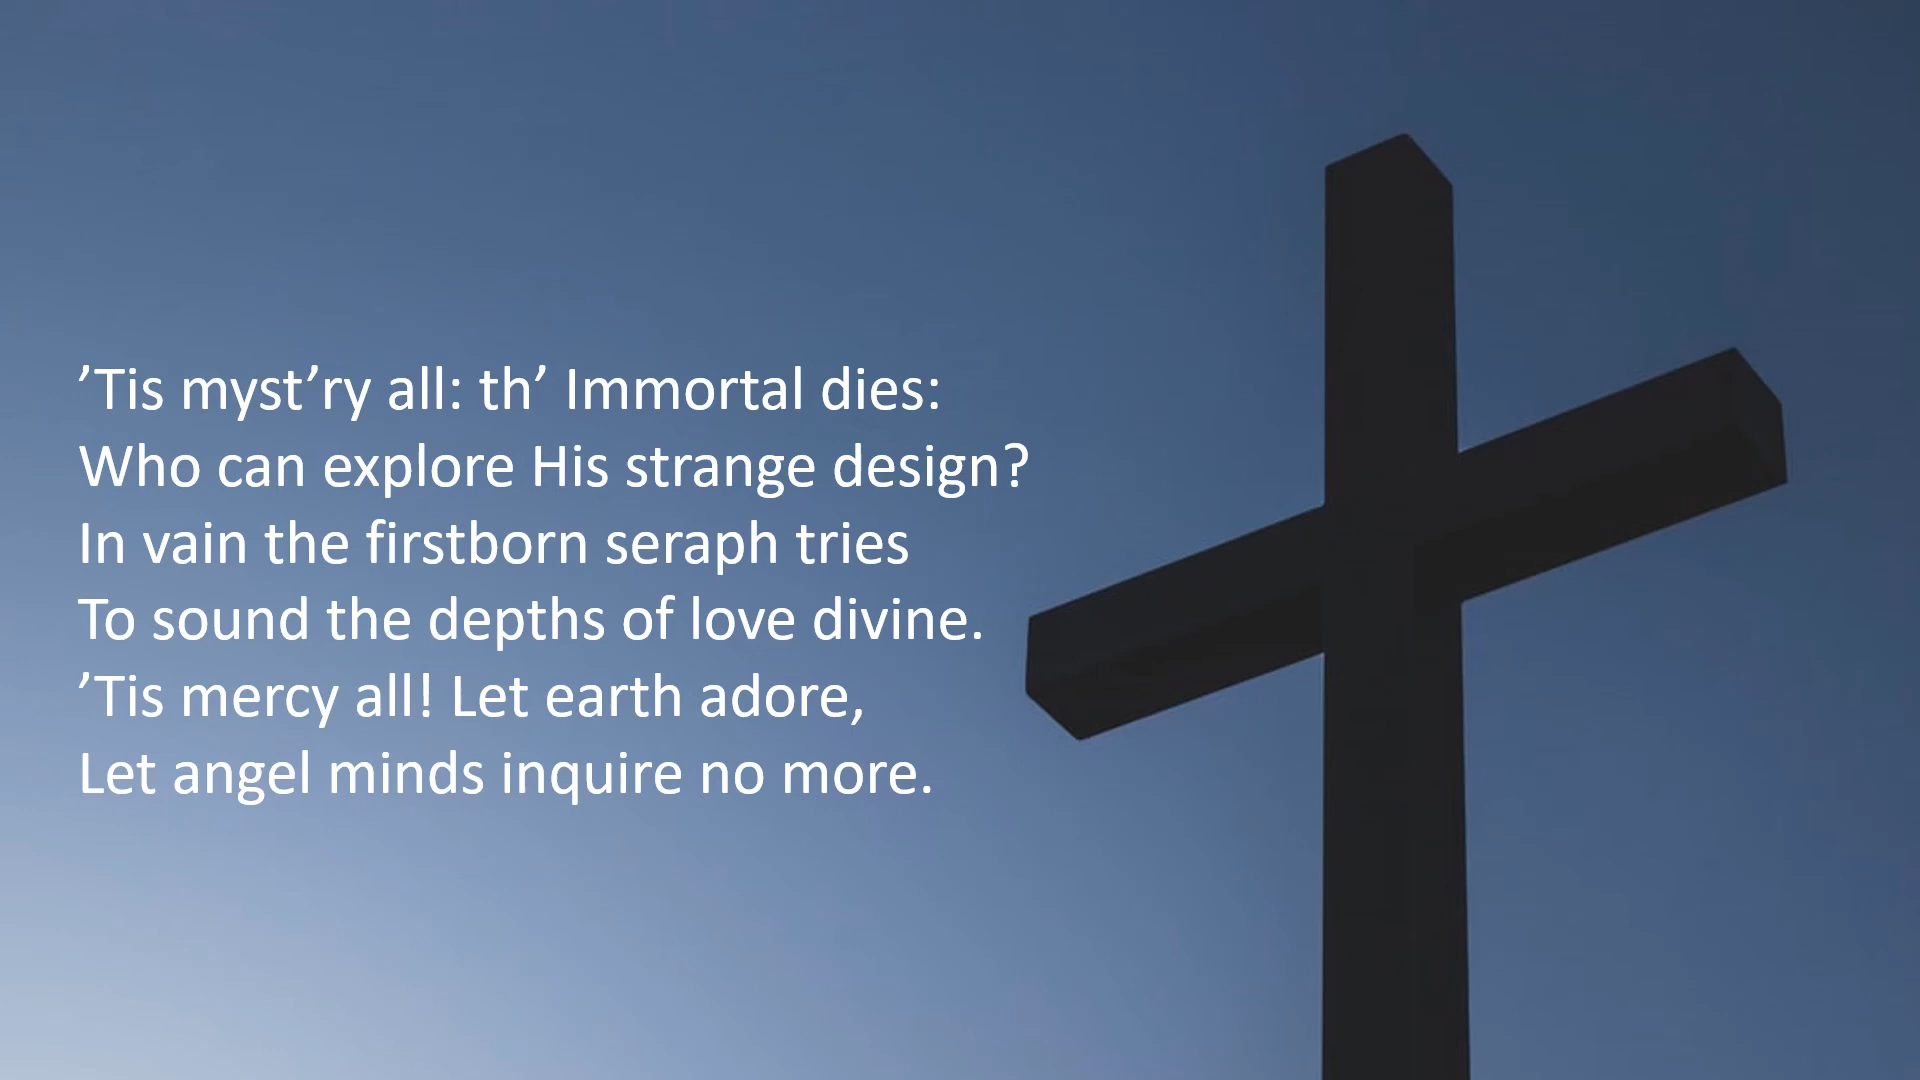 ’Tis myst’ry all: th’ Immortal dies:
Who can explore His strange design?
In vain the firstborn seraph tries
To sound the depths of love divine.
’Tis mercy all! Let earth adore,
Let angel minds inquire no more.